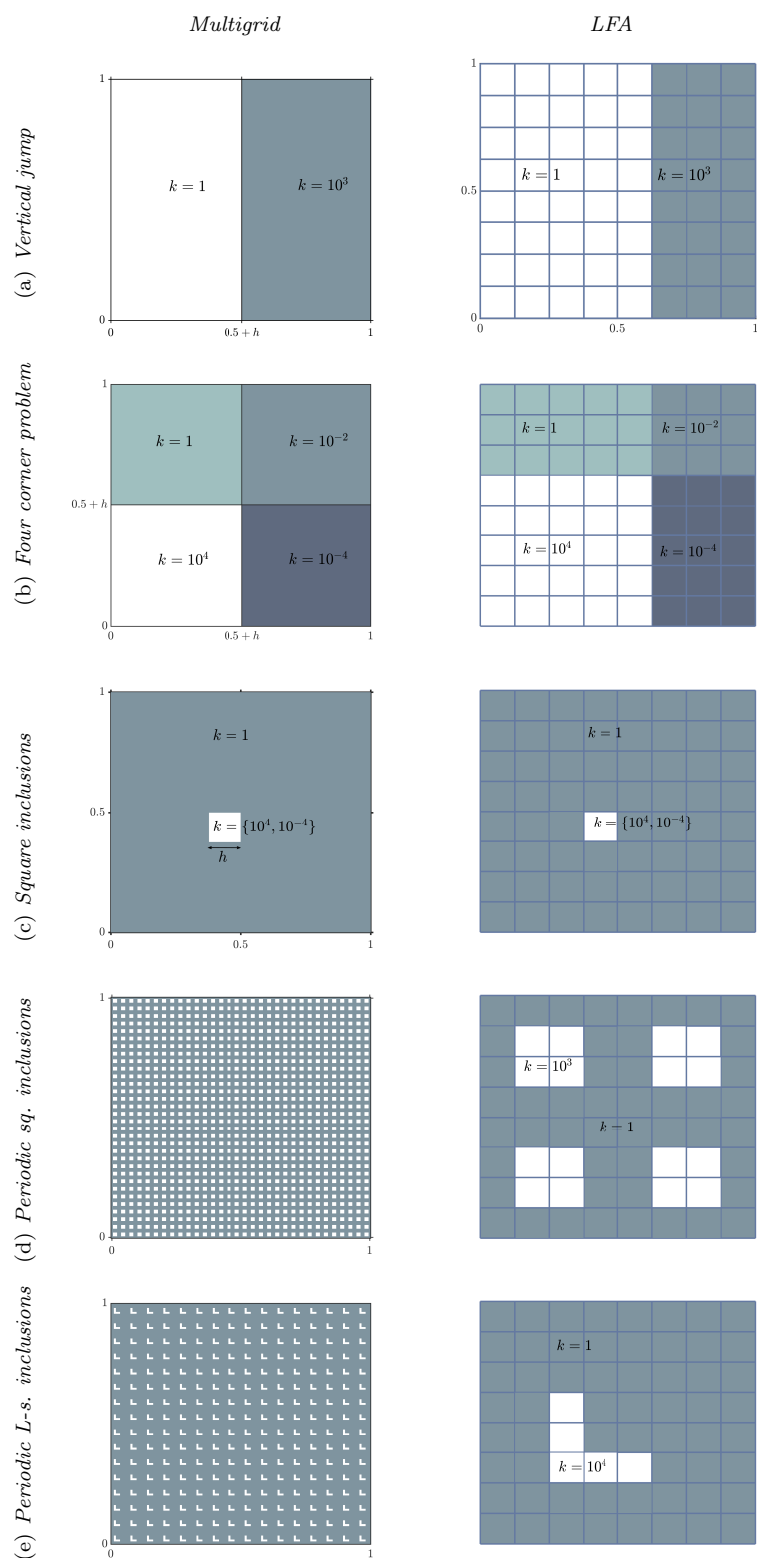 Multigrid
LFA
(a) Vertical jump
1
0
0
0.5 + h
1
k = 1
k = 10³
1
0.5
0
0
0.5
1
k = 1
k = 10³
(b) Four corner problem
1
0.5 + h
0
0
0.5 + h
1
k = 1
k = 10⁻²
k = 10⁴
k = 10⁻⁴
k = 1
k = 10⁻²
k = 10⁴
k = 10⁻⁴
(c) Square inclusions
1
0.5
0
0
0.5
1
k = 1
k = {10⁴, 10⁻⁴}
h
k = 1
k = {10⁴, 10⁻⁴}
(d) Periodic sq. inclusions
1
0
0
1
k = 10³
k − 1
(e) Periodic L-s. inclusions
1
0
0
1
k = 1
k = 10⁴